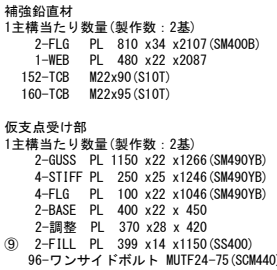 補強鉛直材
1主構当たり数量(製作数：2基)
2-FLG PL 810 x34 x2107(SM400B)
1-WEB PL 480 x22 x2087
152-TCB M22x90(S10T)
160-TCB M22x95(S10T)
仮支点受け部
1主構当たり数量(製作数：2基)
2-GUSS PL 1150 x22 x1266(SM490YB)
4-STIFF PL 250 x25 x1246(SM490YB)
4-FLG PL 100 x22 x1046(SM490YB)
2-BASE PL 400 x22 x 450
2-調整 PL 370 x28 x 420
⑨ 2-FILL PL 399 x14 x1150(SS400)
96-ワンサイドボルト MUTF24-75(SCM440)